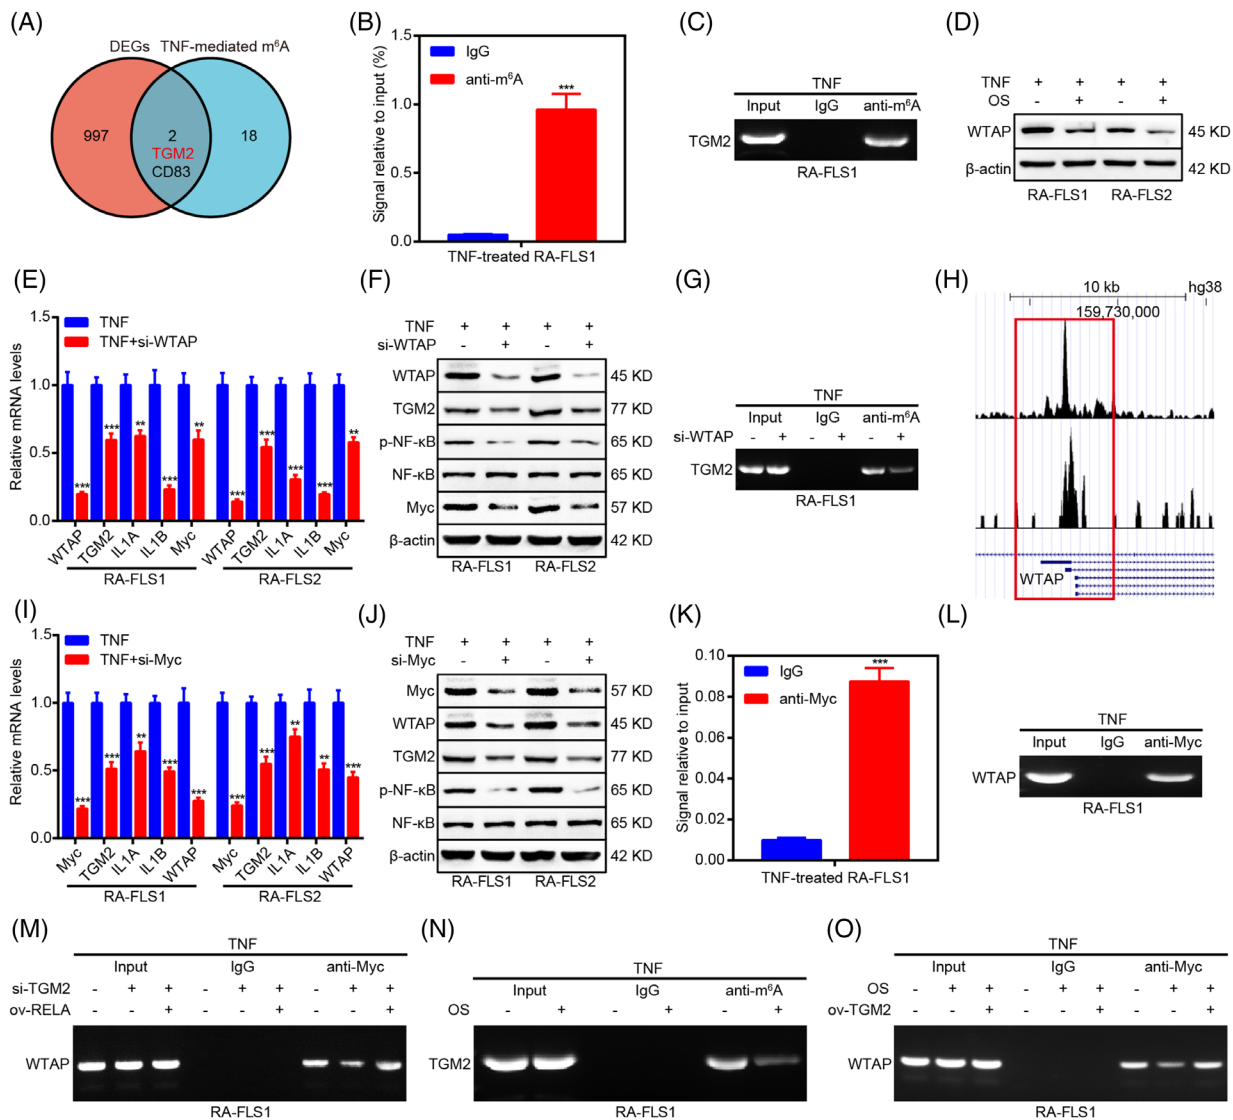 (A)
DEGs TNF-mediated m⁶A
997 2 18
TGM2
CD83
(B)
Signal relative to input (%)
1.5
1.0
0.5
0.0
IgG
anti-m⁶A
***
TNF-treated RA-FLS1
(C)
TNF
Input IgG anti-m⁶A
TGM2
RA-FLS1
(D)
TNF + + + +
OS - + - +
WTAP 45 KD
β-actin 42 KD
RA-FLS1 RA-FLS2
(E)
Relative mRNA levels
1.5
1.0
0.5
0.0
TNF
TNF+si-WTAP
*** *** ** *** ** *** *** *** *** **
WTAP TGM2 IL1A IL1B Myc WTAP TGM2 IL1A IL1B Myc
RA-FLS1 RA-FLS2
(F)
TNF + + + +
si-WTAP - + - +
WTAP 45 KD
TGM2 77 KD
p-NF-κB 65 KD
NF-κB 65 KD
Myc 57 KD
β-actin 42 KD
RA-FLS1 RA-FLS2
(G)
TNF
Input IgG anti-m⁶A
si-WTAP - + - + - +
TGM2
RA-FLS1
(H)
10 kb hg38
159,730,000
WTAP
(I)
Relative mRNA levels
1.5
1.0
0.5
0.0
TNF
TNF+si-Myc
*** *** ** *** *** *** *** ** ** ***
Myc TGM2 IL1A IL1B WTAP Myc TGM2 IL1A IL1B WTAP
RA-FLS1 RA-FLS2
(J)
TNF + + + +
si-Myc - + - +
Myc 57 KD
WTAP 45 KD
TGM2 77 KD
p-NF-κB 65 KD
NF-κB 65 KD
β-actin 42 KD
RA-FLS1 RA-FLS2
(K)
Signal relative to input
0.10
0.08
0.06
0.04
0.02
0.00
IgG
anti-Myc
***
TNF-treated RA-FLS1
(L)
TNF
Input IgG anti-Myc
WTAP
RA-FLS1
(M)
TNF
Input IgG anti-Myc
si-TGM2 - + + - + + - + +
ov-RELA - - + - - + - - +
WTAP
RA-FLS1
(N)
TNF
Input IgG anti-m⁶A
OS - + - + - +
TGM2
RA-FLS1
(O)
TNF
Input IgG anti-Myc
OS - + + - + + - + +
ov-TGM2 - - + - - + - - +
WTAP
RA-FLS1